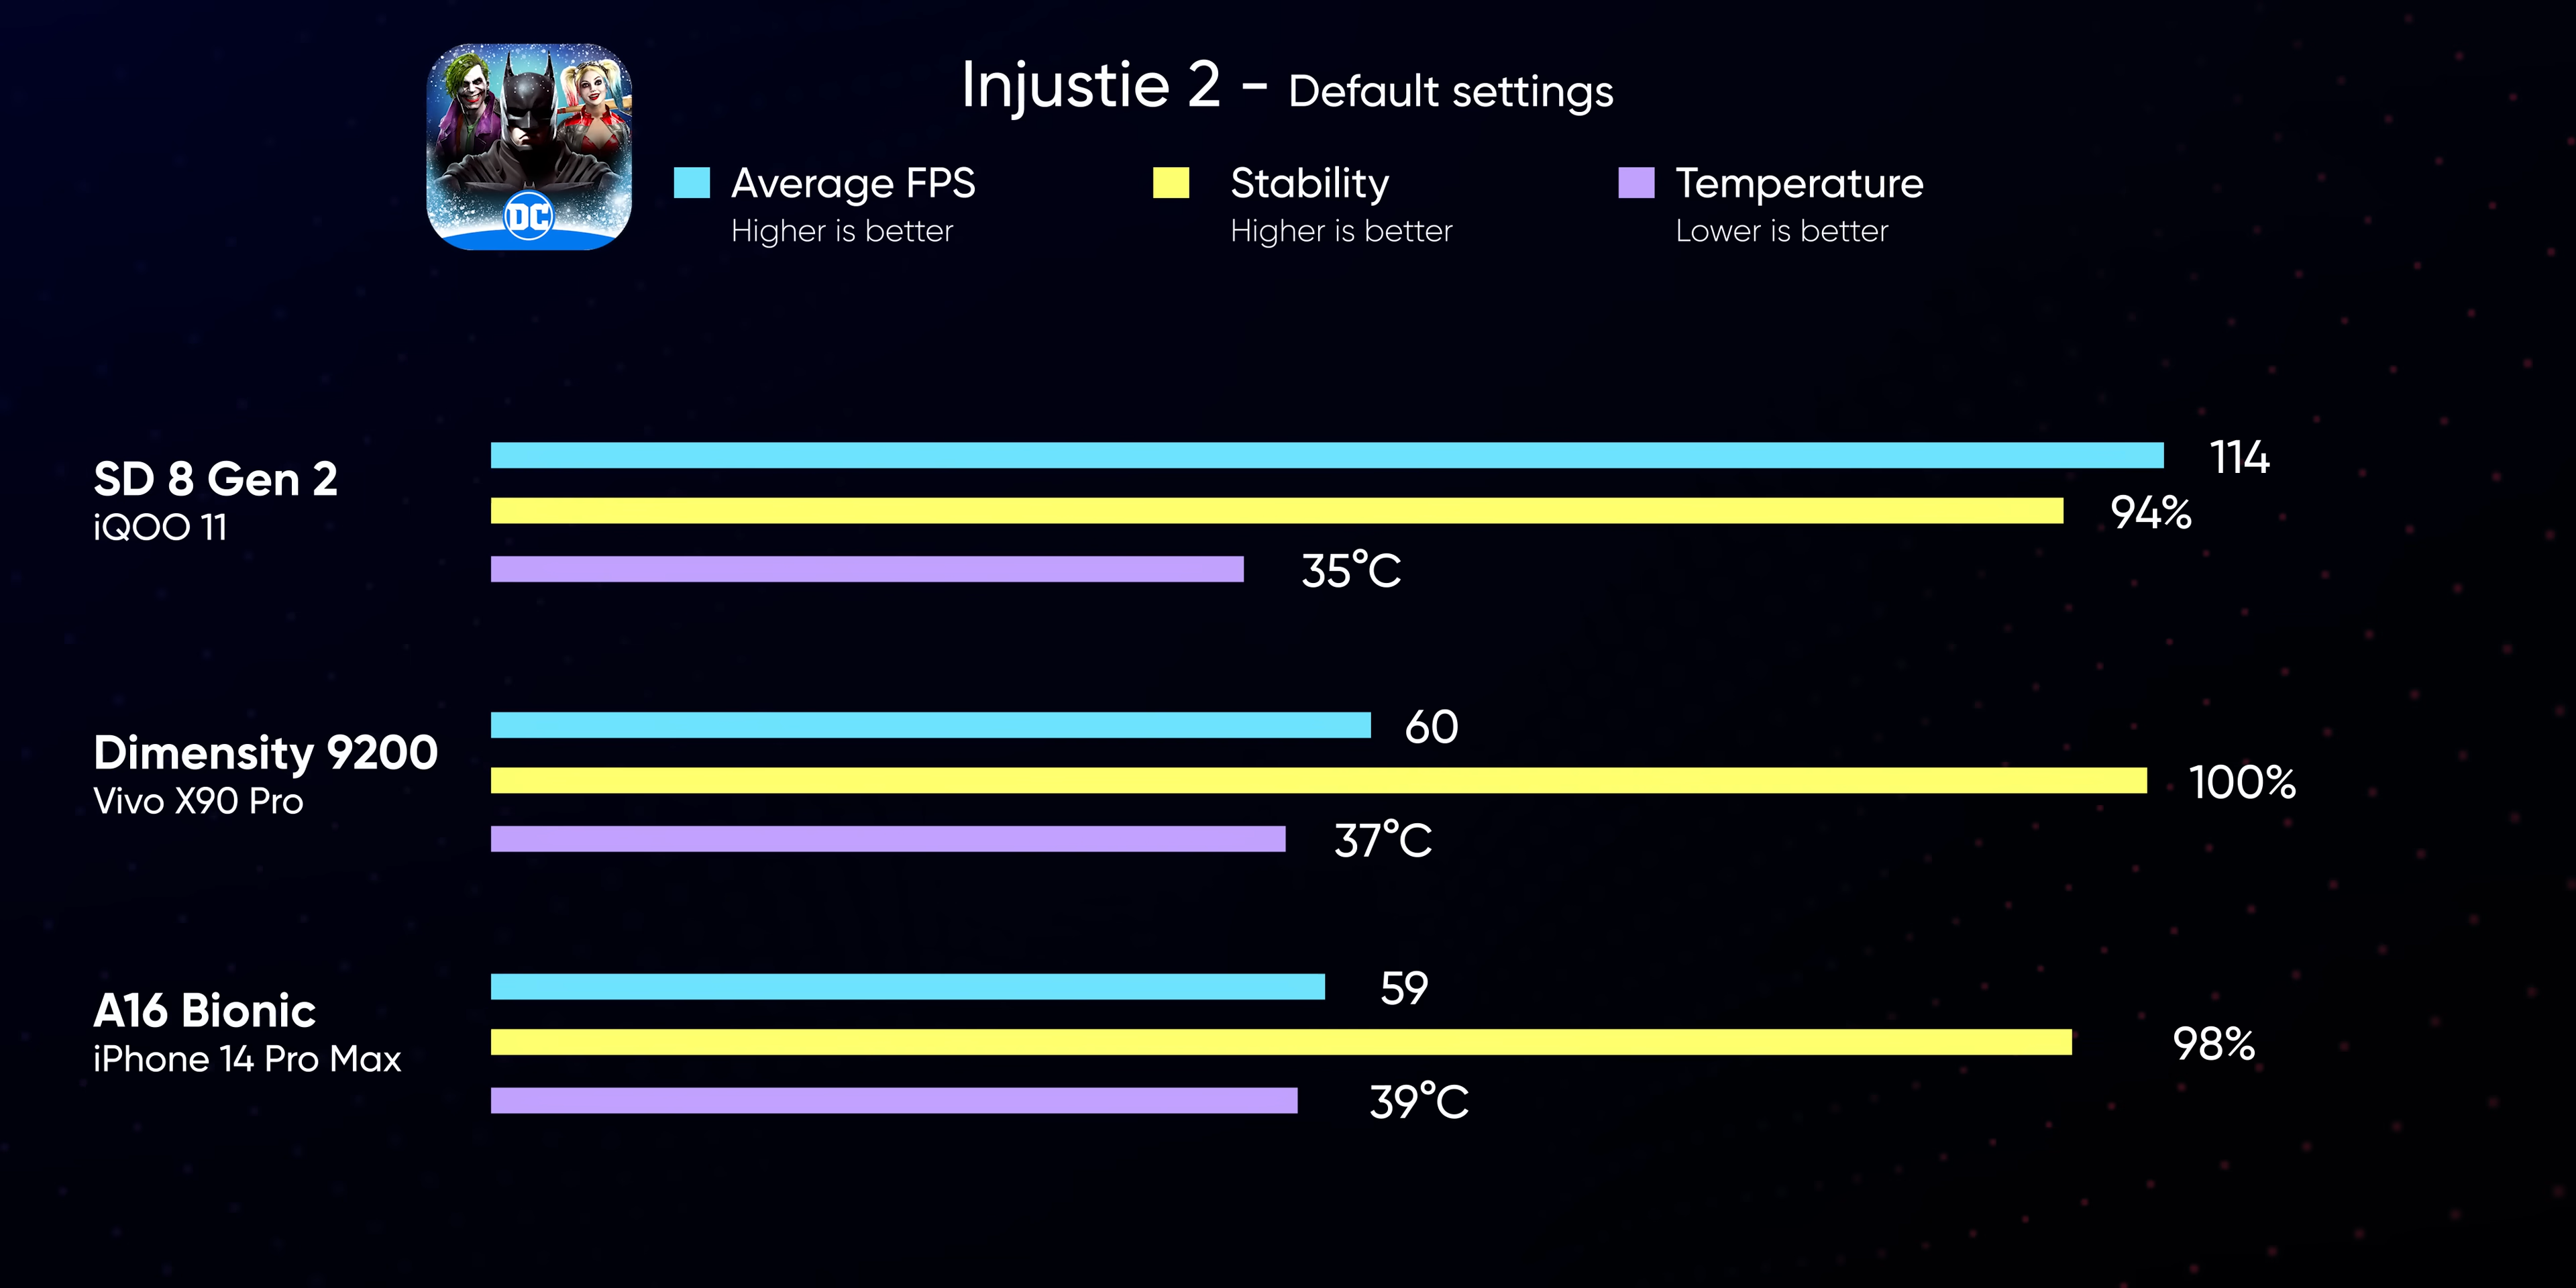 Injustie 2 - Default settings
DC
Average FPS
Higher is better
Stability
Higher is better
Temperature
Lower is better
SD 8 Gen 2
iQOO 11
114
94%
35°C
Dimensity 9200
Vivo X90 Pro
60
100%
37°C
A16 Bionic
iPhone 14 Pro Max
59
98%
39°C